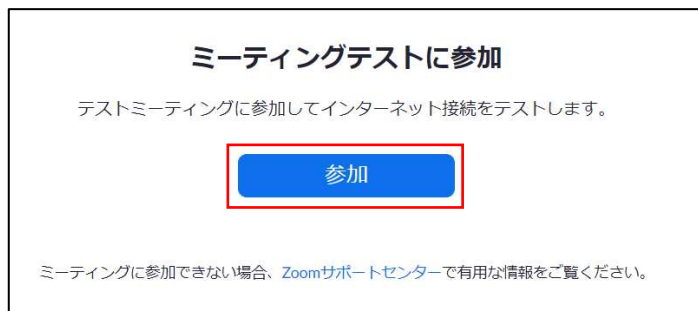 ミーティングテストに参加
テストミーティングに参加してインターネット接続をテストします。
参加
ミーティングに参加できない場合、Zoomサポートセンターで有用な情報をご覧ください。